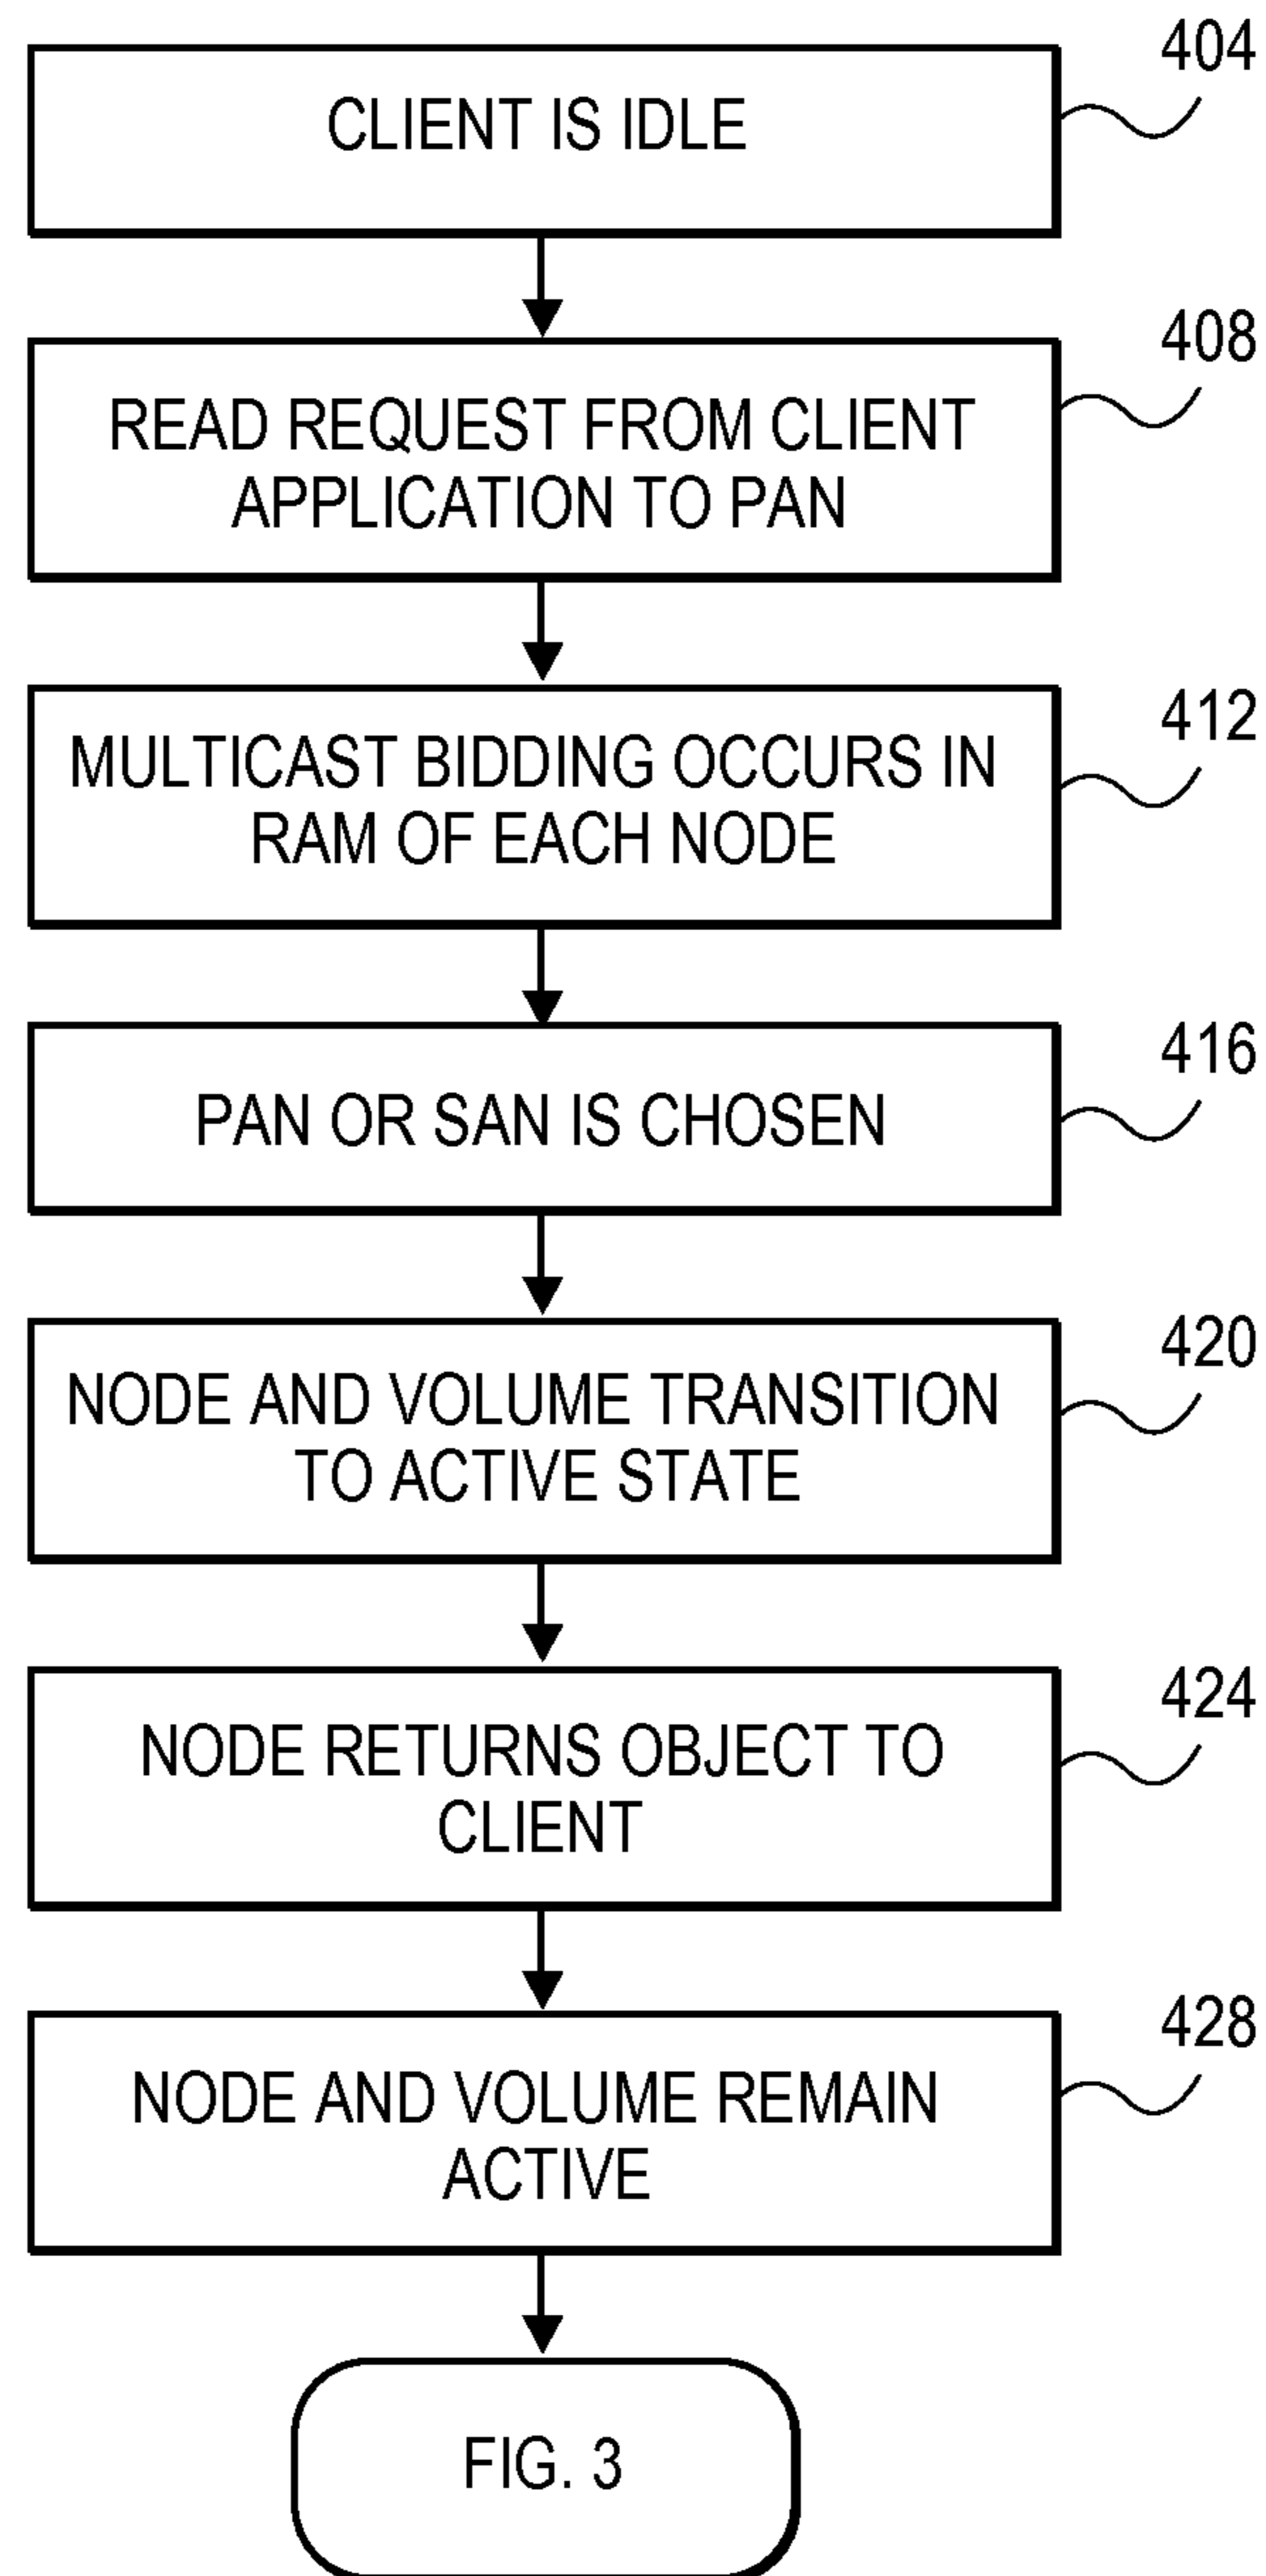 404
CLIENT IS IDLE
408
READ REQUEST FROM CLIENT
APPLICATION TO PAN
412
MULTICAST BIDDING OCCURS IN
RAM OF EACH NODE
416
PAN OR SAN IS CHOSEN
420
NODE AND VOLUME TRANSITION
TO ACTIVE STATE
424
NODE RETURNS OBJECT TO
CLIENT
428
NODE AND VOLUME REMAIN
ACTIVE
FIG. 3